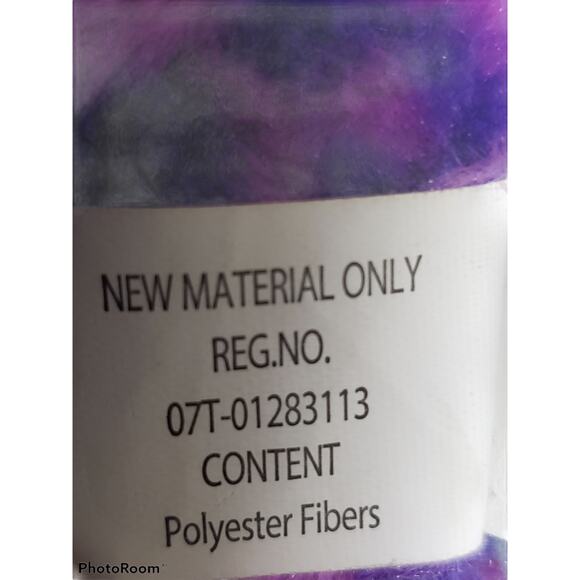 NEW MATERIAL ONLY
REG.NO.
07T-01283113
CONTENT
Polyester Fibers
PhotoRoom